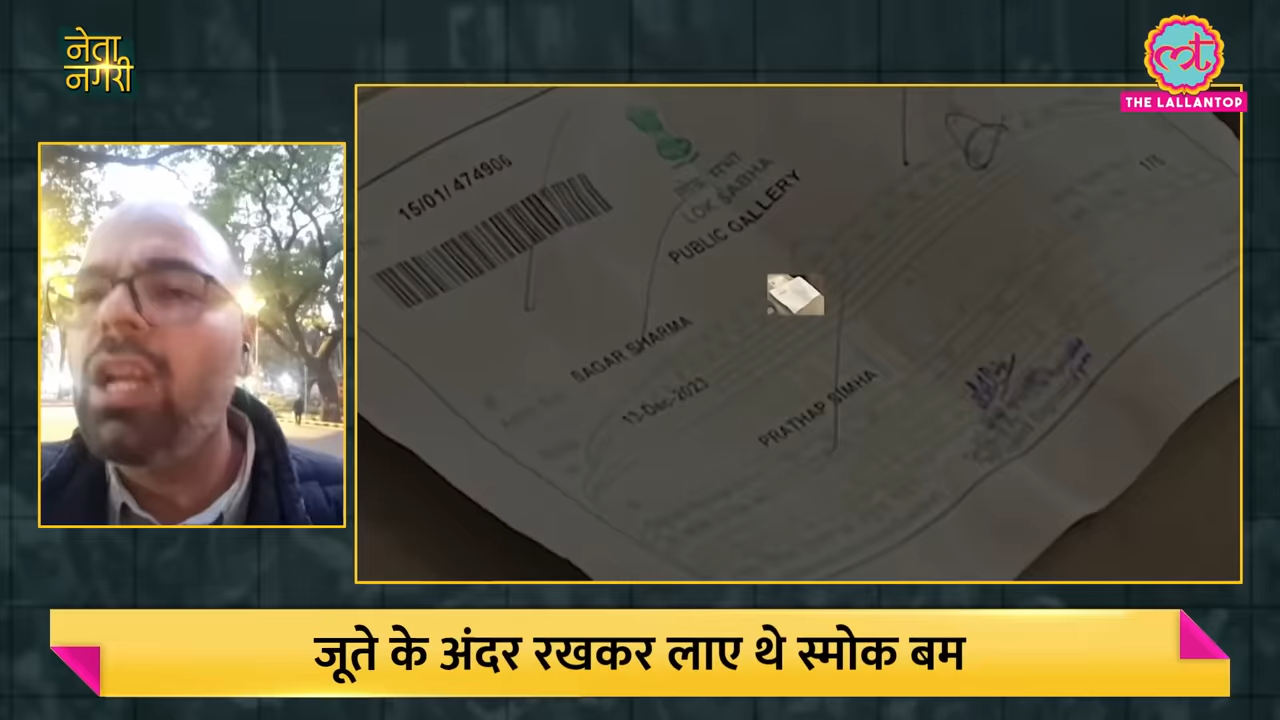 नेता
नगरी
THE LALLANTOP
15/01/474906
LOK SABHA
PUBLIC GALLERY
176
SAGAR SHARMA
13-Dec-2023
PRATHAP SIMHA
जूते के अंदर रखकर लाए थे स्मोक बम